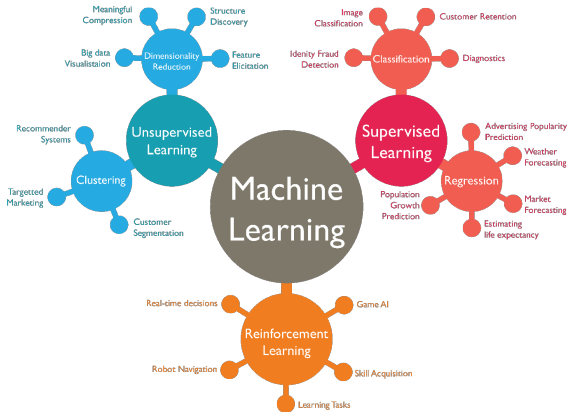 Meaningful
Compression
Structure
Discovery
Big data
Visualistaion
Dimensionality
Reduction
Feature
Elicitation
Unsupervised
Learning
Recommender
Systems
Clustering
Targetted
Marketing
Customer
Segmentation
Image
Classification
Customer Retention
Idenity Fraud
Detection
Classification
Diagnostics
Supervised
Learning
Advertising Popularity
Prediction
Weather
Forecasting
Regression
Population
Growth
Prediction
Market
Forecasting
Estimating
life expectancy
Machine
Learning
Real-time decisions
Game AI
Reinforcement
Learning
Robot Navigation
Skill Acquisition
Learning Tasks